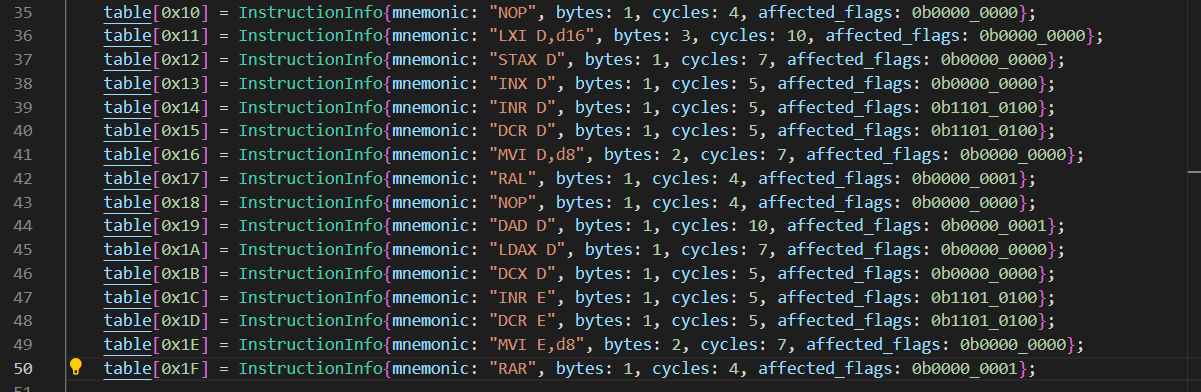 35 table[0x10] = InstructionInfo{mnemonic: "NOP", bytes: 1, cycles: 4, affected_flags: 0b0000_0000};
36 table[0x11] = InstructionInfo{mnemonic: "LXI D,d16", bytes: 3, cycles: 10, affected_flags: 0b0000_0000};
37 table[0x12] = InstructionInfo{mnemonic: "STAX D", bytes: 1, cycles: 7, affected_flags: 0b0000_0000};
38 table[0x13] = InstructionInfo{mnemonic: "INX D", bytes: 1, cycles: 5, affected_flags: 0b0000_0000};
39 table[0x14] = InstructionInfo{mnemonic: "INR D", bytes: 1, cycles: 5, affected_flags: 0b1101_0100};
40 table[0x15] = InstructionInfo{mnemonic: "DCR D", bytes: 1, cycles: 5, affected_flags: 0b1101_0100};
41 table[0x16] = InstructionInfo{mnemonic: "MVI D,d8", bytes: 2, cycles: 7, affected_flags: 0b0000_0000};
42 table[0x17] = InstructionInfo{mnemonic: "RAL", bytes: 1, cycles: 4, affected_flags: 0b0000_0001};
43 table[0x18] = InstructionInfo{mnemonic: "NOP", bytes: 1, cycles: 4, affected_flags: 0b0000_0000};
44 table[0x19] = InstructionInfo{mnemonic: "DAD D", bytes: 1, cycles: 10, affected_flags: 0b0000_0001};
45 table[0x1A] = InstructionInfo{mnemonic: "LDAX D", bytes: 1, cycles: 7, affected_flags: 0b0000_0000};
46 table[0x1B] = InstructionInfo{mnemonic: "DCX D", bytes: 1, cycles: 5, affected_flags: 0b0000_0000};
47 table[0x1C] = InstructionInfo{mnemonic: "INR E", bytes: 1, cycles: 5, affected_flags: 0b1101_0100};
48 table[0x1D] = InstructionInfo{mnemonic: "DCR E", bytes: 1, cycles: 5, affected_flags: 0b1101_0100};
49 table[0x1E] = InstructionInfo{mnemonic: "MVI E,d8", bytes: 2, cycles: 7, affected_flags: 0b0000_0000};
50 table[0x1F] = InstructionInfo{mnemonic: "RAR", bytes: 1, cycles: 4, affected_flags: 0b0000_0001};